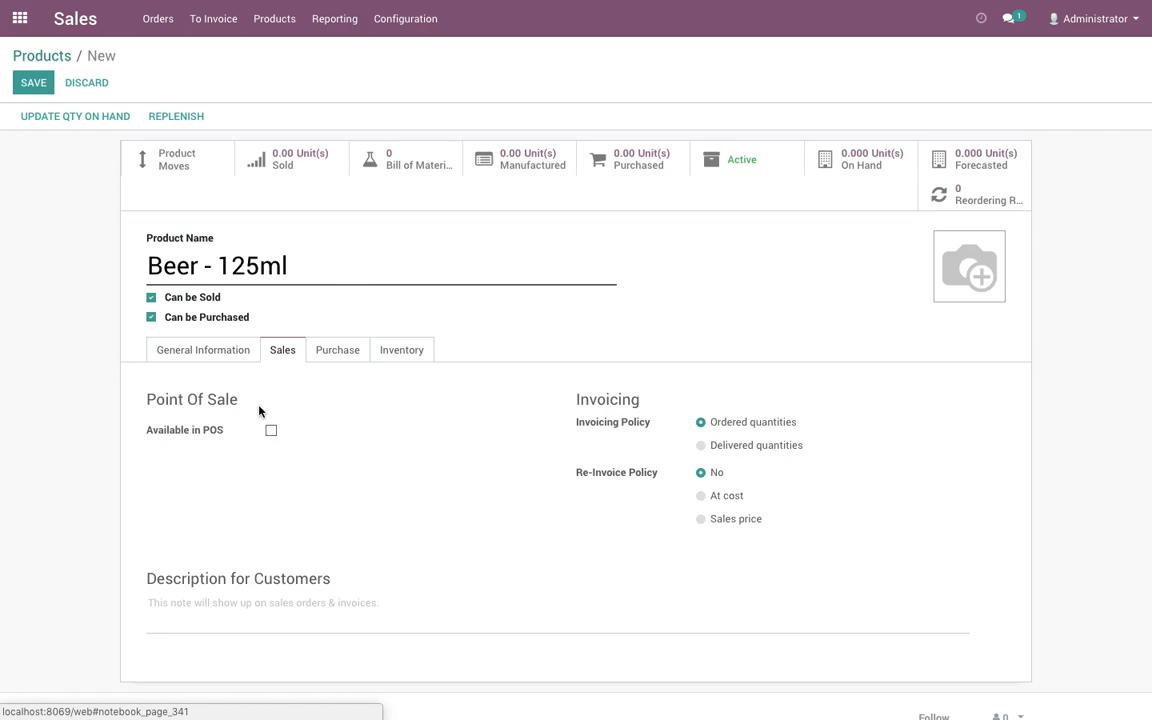 Sales Orders To Invoice Products Reporting Configuration 1 Administrator
Products / New
SAVE DISCARD
UPDATE QTY ON HAND REPLENISH
Product Moves
0.00 Unit(s) Sold
0 Bill of Materi...
0.00 Unit(s) Manufactured
0.00 Unit(s) Purchased
Active
0.000 Unit(s) On Hand
0.000 Unit(s) Forecasted
0 Reordering R...
Product Name
Beer - 125ml
Can be Sold
Can be Purchased
General Information Sales Purchase Inventory
Point Of Sale
Available in POS
Invoicing
Invoicing Policy Ordered quantities
Delivered quantities
Re-Invoice Policy No
At cost
Sales price
Description for Customers
This note will show up on sales orders & invoices.
localhost:8069/web#notebook_page_341
Follow 0